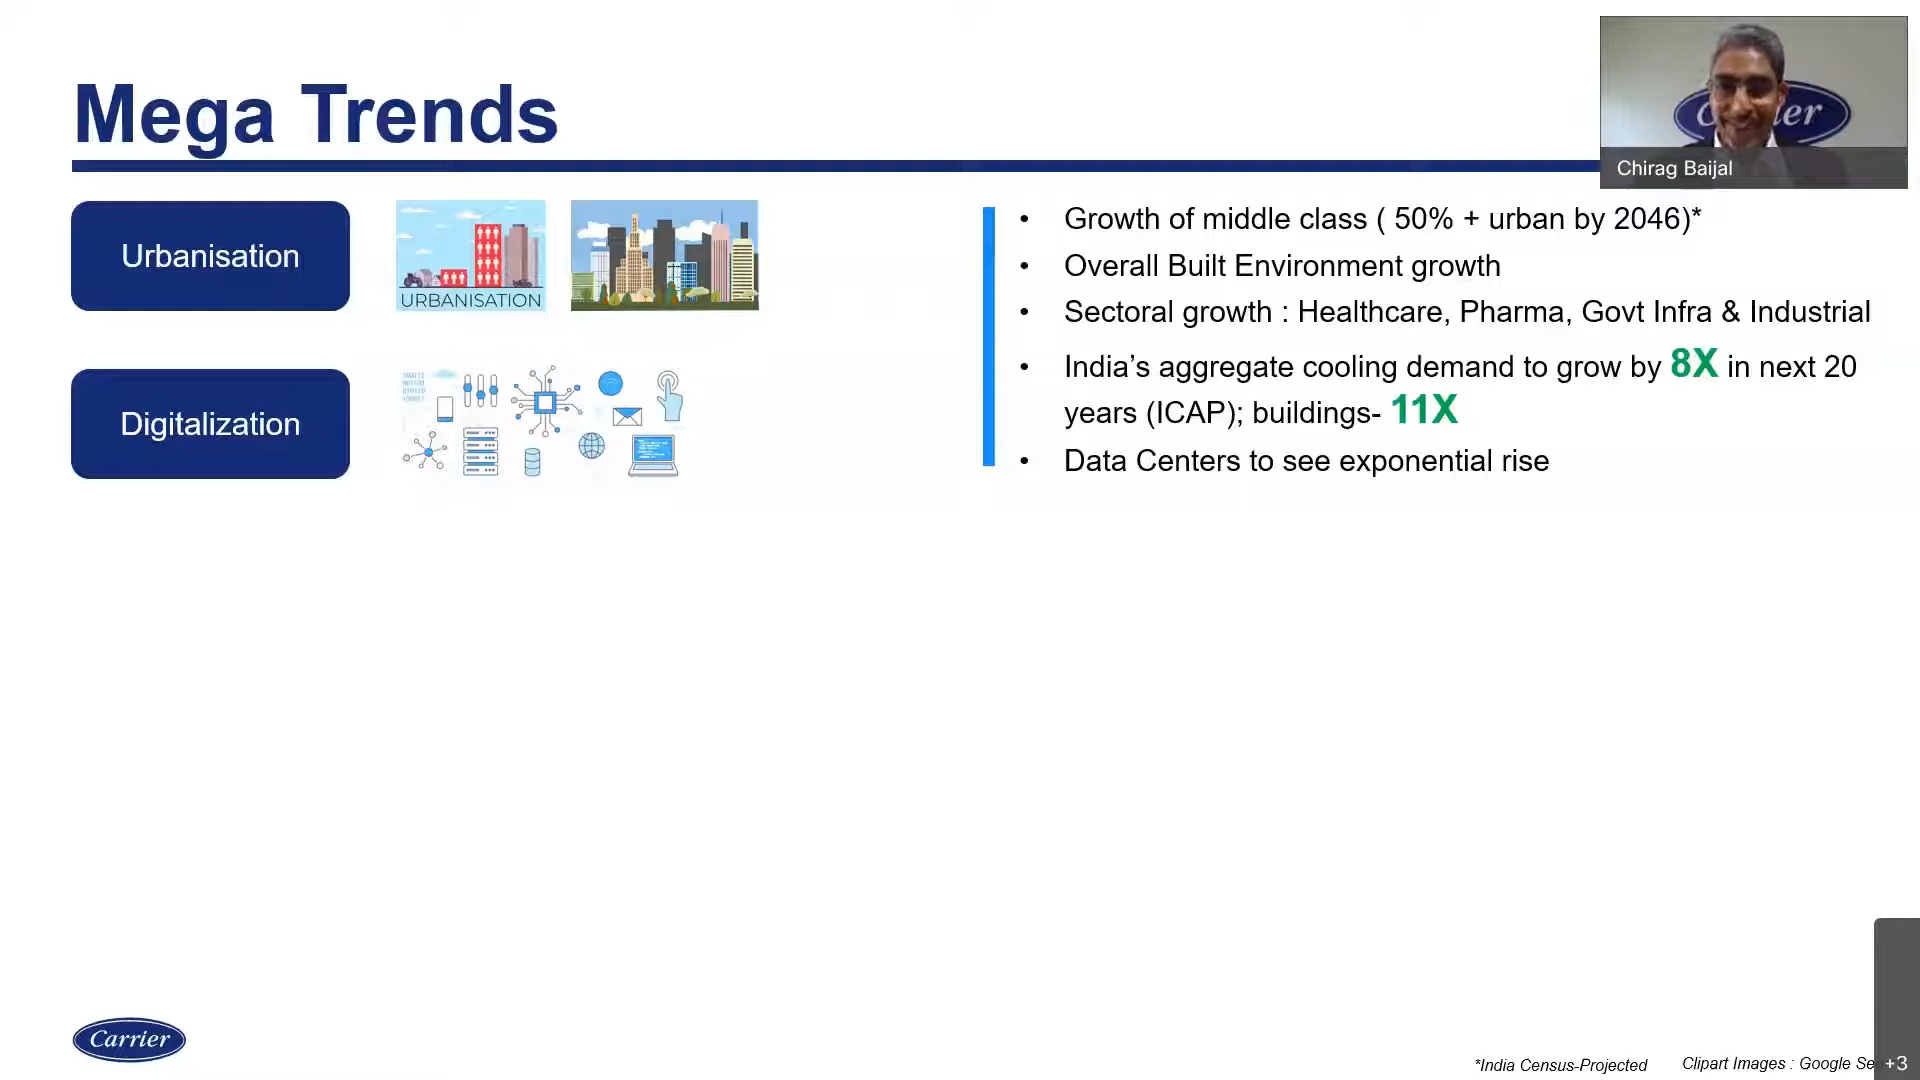 Mega Trends
Chirag Baijal
Urbanisation
URBANISATION
• Growth of middle class ( 50% + urban by 2046)*
• Overall Built Environment growth
• Sectoral growth : Healthcare, Pharma, Govt Infra & Industrial
• India’s aggregate cooling demand to grow by 8X in next 20
years (ICAP); buildings- 11X
• Data Centers to see exponential rise
Digitalization
Carrier
*India Census-Projected
Clipart Images : Google
+3